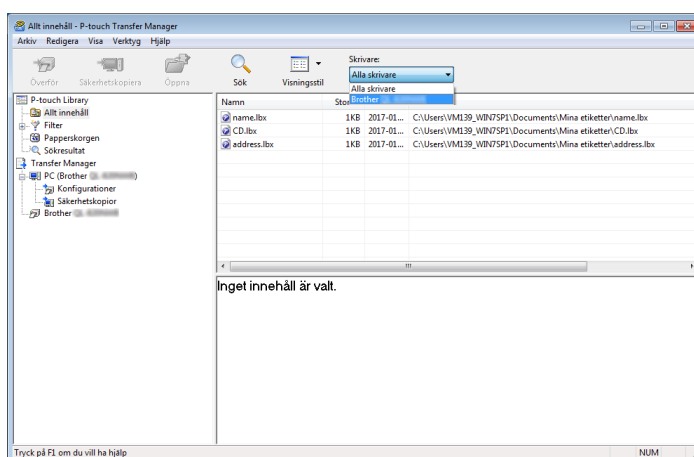 Allt innehåll - P-touch Transfer Manager
Arkiv Redigera Visa Verktyg Hjälp
Överför Säkerhetskopiera Öppna Sök Visningsstil
Skrivare:
Alla skrivare
Alla skrivare
Brother
P-touch Library
Allt innehåll
Filter
Papperskorgen
Sökresultat
Transfer Manager
PC (Brother )
Konfigurationer
Säkerhetskopior
Brother
Namn Stor
name.lbx 1KB 2017-01... C:\Users\VM139_WIN7SP1\Documents\Mina etiketter\name.lbx
CD.lbx 1KB 2017-01... C:\Users\VM139_WIN7SP1\Documents\Mina etiketter\CD.lbx
address.lbx 1KB 2017-01... C:\Users\VM139_WIN7SP1\Documents\Mina etiketter\address.lbx
Inget innehåll är valt.
Tryck på F1 om du vill ha hjälp NUM